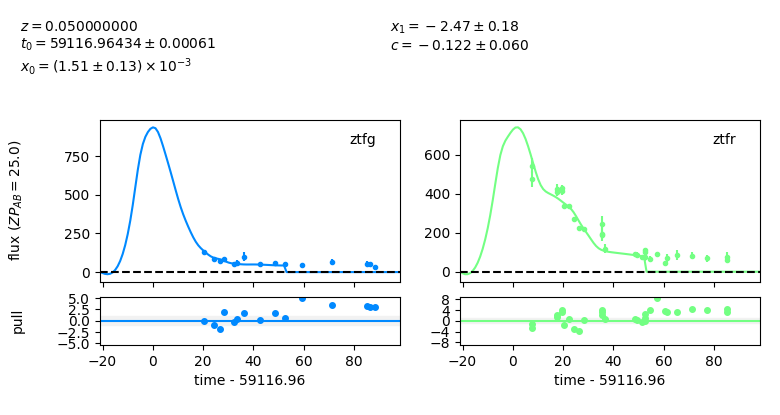 z = 0.050000000
t₀ = 59116.96434 ± 0.00061
x₀ = (1.51 ± 0.13) × 10⁻³
x₁ = −2.47 ± 0.18
c = −0.122 ± 0.060
flux (ZP_AB = 25.0)
750
500
250
0
ztfg
600
400
200
0
ztfr
pull
5.0
2.5
0.0
−2.5
−5.0
8
4
0
−4
−8
−20 0 20 40 60 80
time - 59116.96
−20 0 20 40 60 80
time - 59116.96